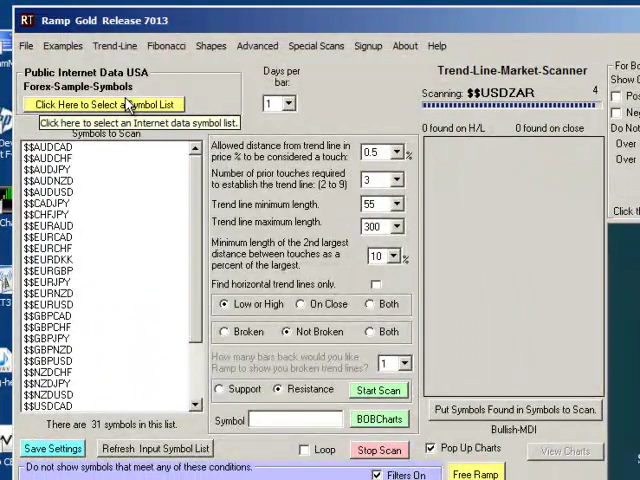 RT Ramp Gold Release 7013
File Examples Trend-Line Fibonacci Shapes Advanced Special Scans Signup About Help
Public Internet Data USA
Forex-Sample-Symbols
Click Here to Select a Symbol List
Click here to select an Internet data symbol list.
Symbols to Scan
$$AUDCAD
$$AUDCHF
$$AUDJPY
$$AUDNZD
$$AUDUSD
$$CADJPY
$$CHFJPY
$$EURAUD
$$EURCAD
$$EURCHF
$$EURDKK
$$EURGBP
$$EURJPY
$$EURNZD
$$EURUSD
$$GBPCAD
$$GBPCHF
$$GBPJPY
$$GBPUSD
$$NZDCHF
$$NZDJPY
$$NZDUSD
$$USDCAD
There are 31 symbols in this list.
Save Settings
Refresh Input Symbol List
Days per
bar:
1
Allowed distance from trend line in
price % to be considered a touch:
0.5 %
Number of prior touches required
to establish the trend line: (2 to 9)
3
Trend line minimum length.
55
Trend line maximum length.
300
Minimum length of the 2nd largest
distance between touches as a
percent of the largest.
10 %
Find horizontal trend lines only.
Low or High On Close Both
Broken Not Broken Both
How many bars back would you like
Ramp to show you broken trend lines?
1
Support Resistance Start Scan
Symbol BOBCharts
Loop Stop Scan
Trend-Line-Market-Scanner
Scanning: $$USDZAR 4
0 found on H/L 0 found on close
Put Symbols Found in Symbols to Scan.
Bullish-MDI
Pop Up Charts View Charts
Do not show symbols that meet any of these conditions.
Filters On
Free Ramp
For Bo
Show O
Pos
Neg
Do Not
Over
Over
Click th